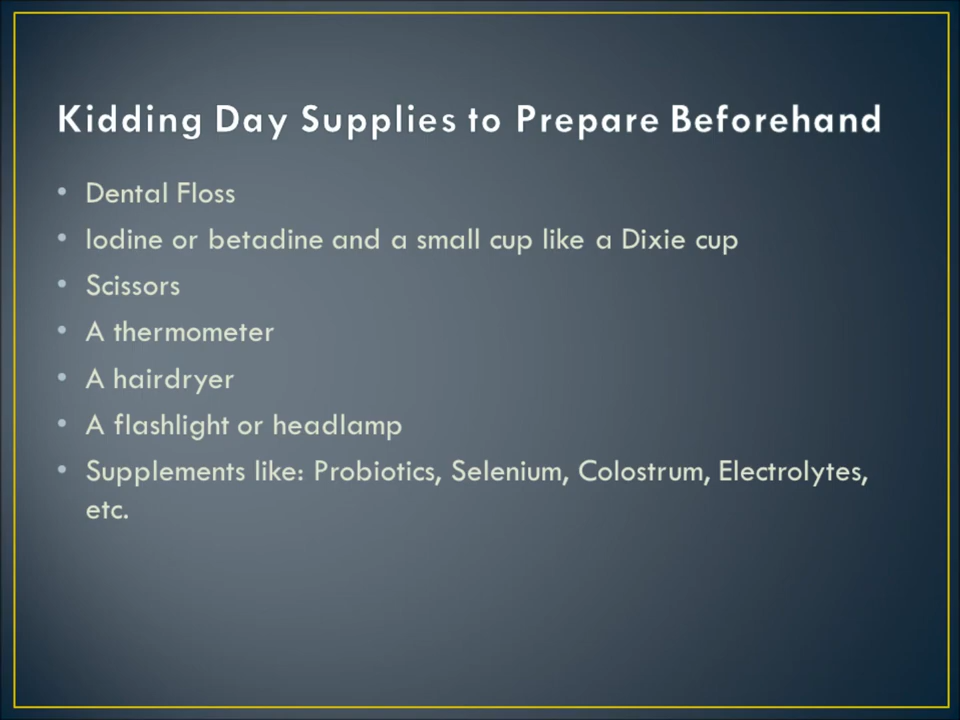 Kidding Day Supplies to Prepare Beforehand
• Dental Floss
• Iodine or betadine and a small cup like a Dixie cup
• Scissors
• A thermometer
• A hairdryer
• A flashlight or headlamp
• Supplements like: Probiotics, Selenium, Colostrum, Electrolytes,
etc.